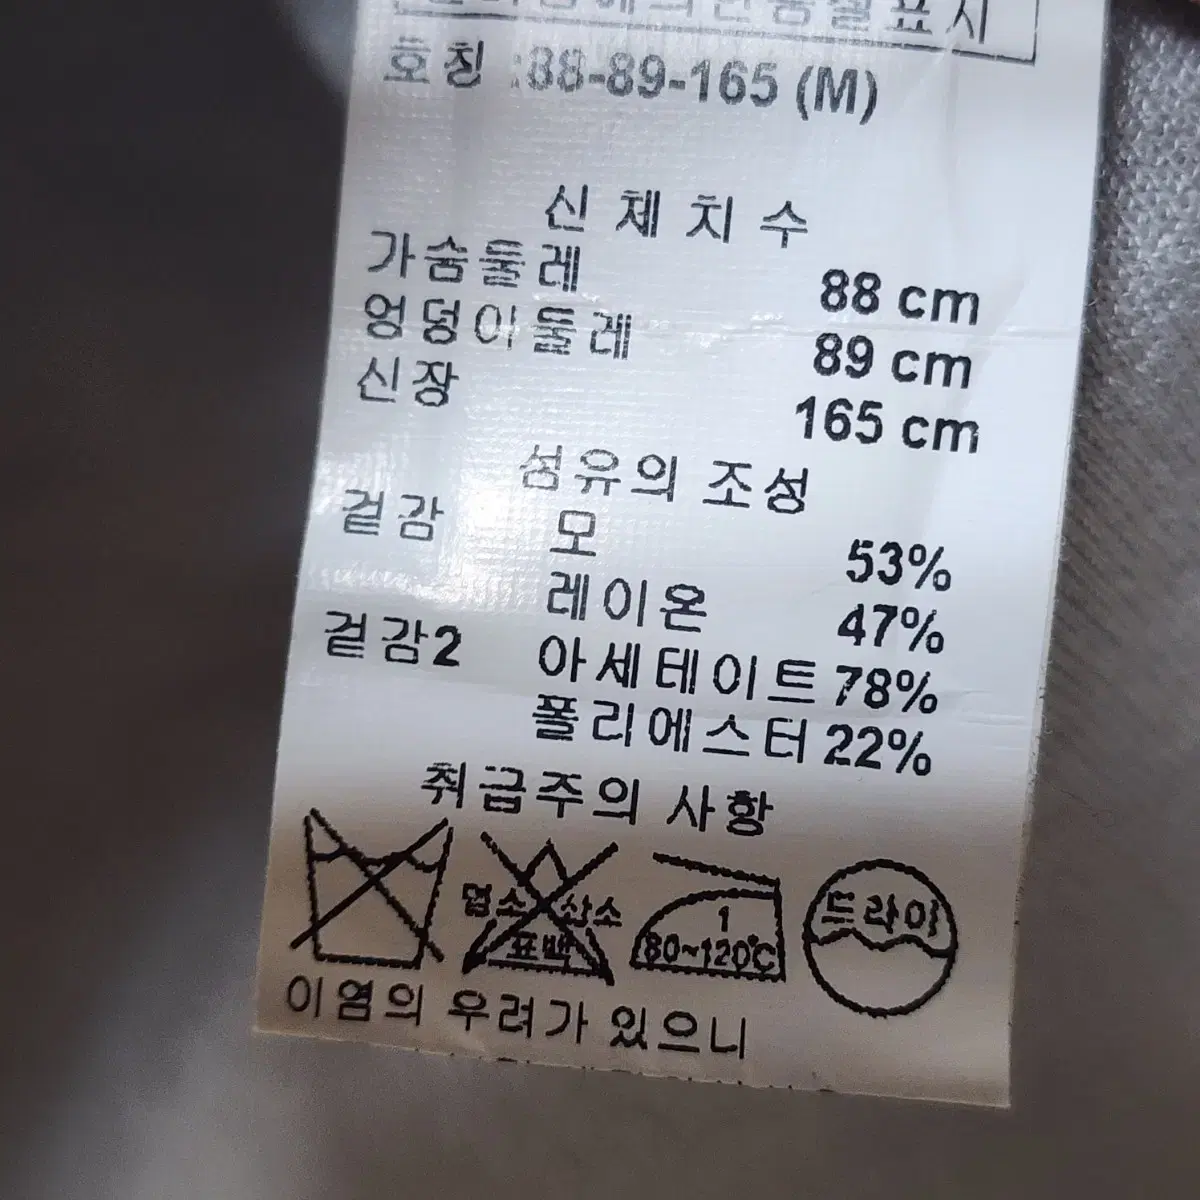 호칭 :88-89-165 (M)
신체치수
가슴둘레 88 cm
엉덩이둘레 89 cm
신장 165 cm
섬유의 조성
겉감 모 53%
레이온 47%
겉감2 아세테이트 78%
폴리에스터 22%
취급주의 사항
염소 산소
표백
1
80~120℃
드라이
이염의 우려가 있으니